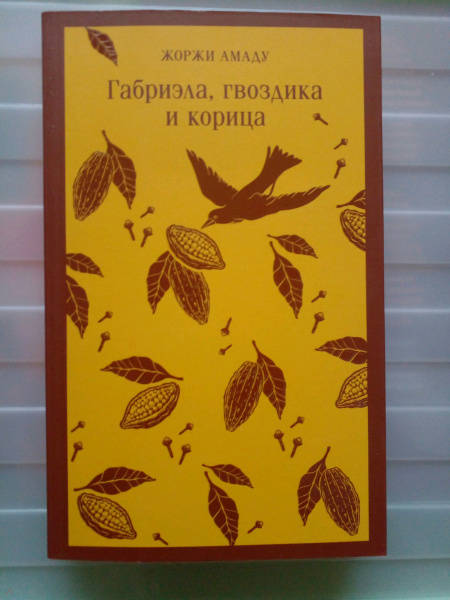 ЖОРЖИ АМАДУ
Габриэла, гвоздика
и корица